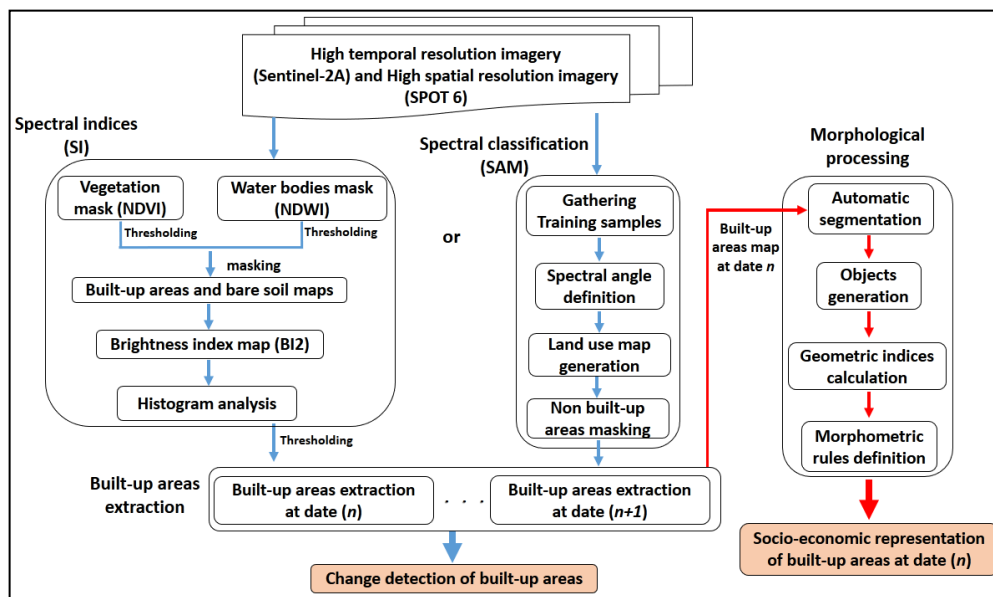 High temporal resolution imagery
(Sentinel-2A) and High spatial resolution imagery
(SPOT 6)
Spectral indices
(SI)
Vegetation
mask (NDVI)
Water bodies mask
(NDWI)
Thresholding
Thresholding
masking
Built-up areas and bare soil maps
Brightness index map (BI2)
Histogram analysis
Thresholding
or
Spectral classification
(SAM)
Gathering
Training samples
Spectral angle
definition
Land use map
generation
Non built-up
areas masking
Built-up
areas map
at date n
Morphological
processing
Automatic
segmentation
Objects
generation
Geometric indices
calculation
Morphometric
rules definition
Socio-economic representation
of built-up areas at date (n)
Built-up areas
extraction
Built-up areas extraction
at date (n)
. . .
Built-up areas extraction
at date (n+1)
Change detection of built-up areas